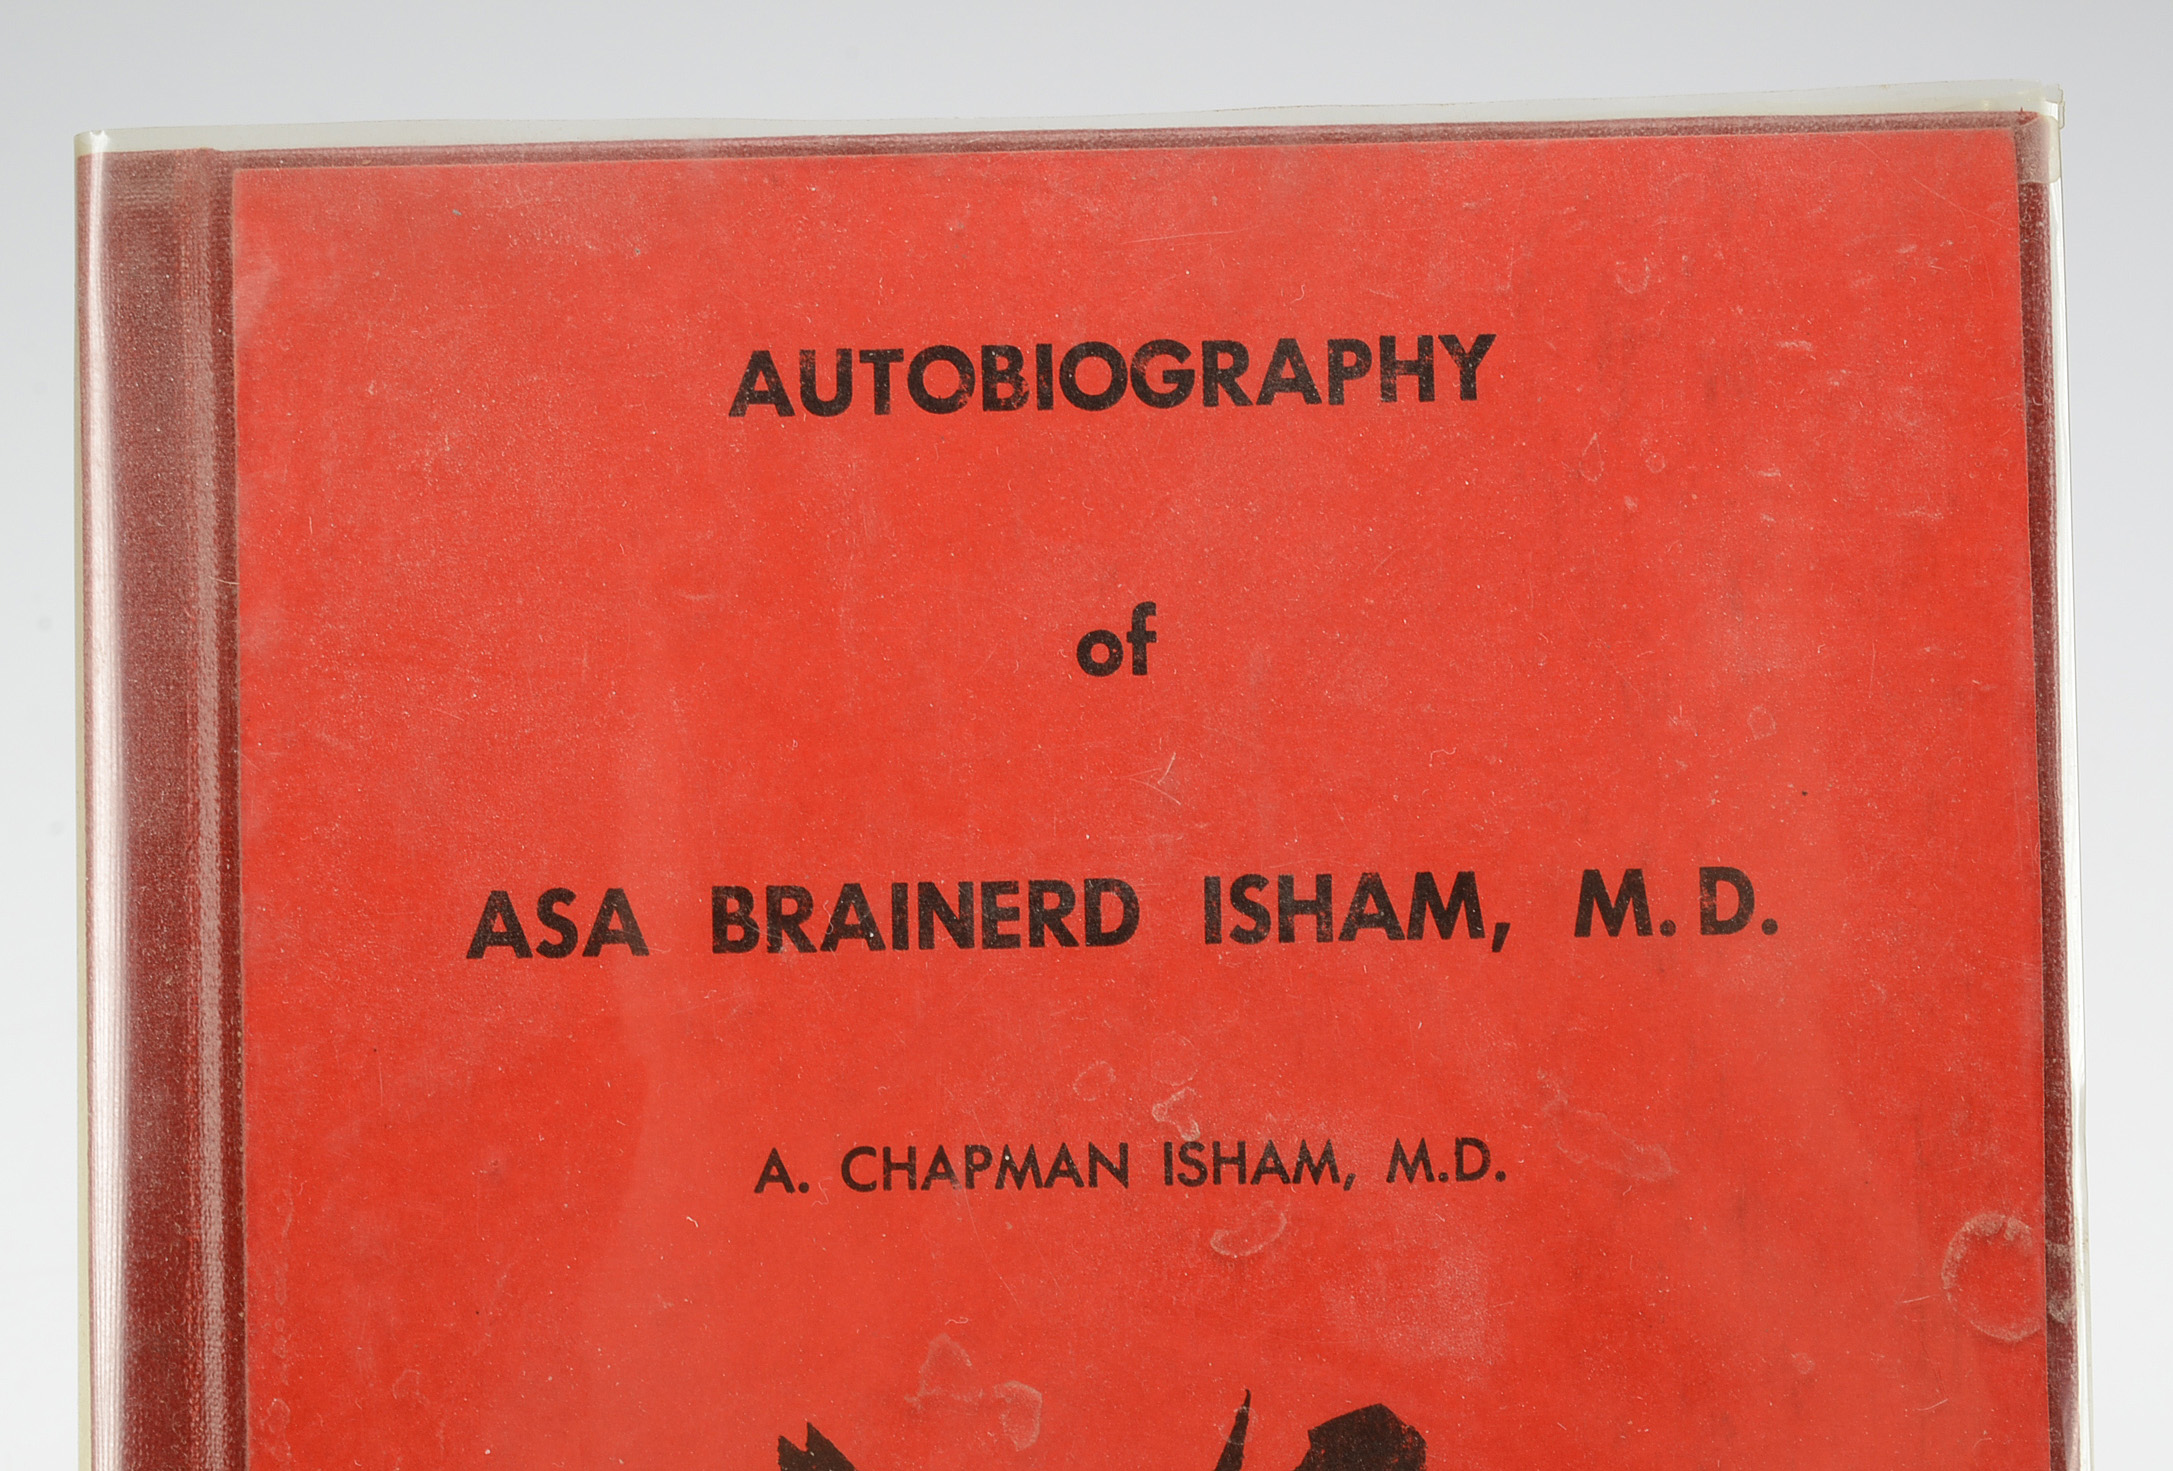 AUTOBIOGRAPHY
of
ASA BRAINERD ISHAM, M.D.
A. CHAPMAN ISHAM, M.D.